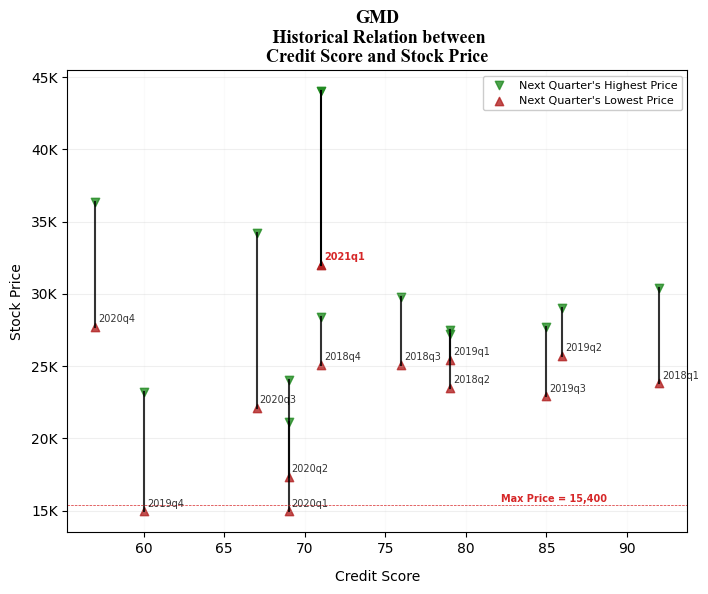 GMD
Historical Relation between
Credit Score and Stock Price
45K
Next Quarter's Highest Price
Next Quarter's Lowest Price
40K
35K
2021q1
30K
2020q4
2018q4
2018q3
2019q1
2019q2
25K
2018q2
2018q1
2020q3
2019q3
20K
2020q2
Max Price = 15,400
2019q4
2020q1
15K
Stock Price
60
65
70
75
80
85
90
Credit Score